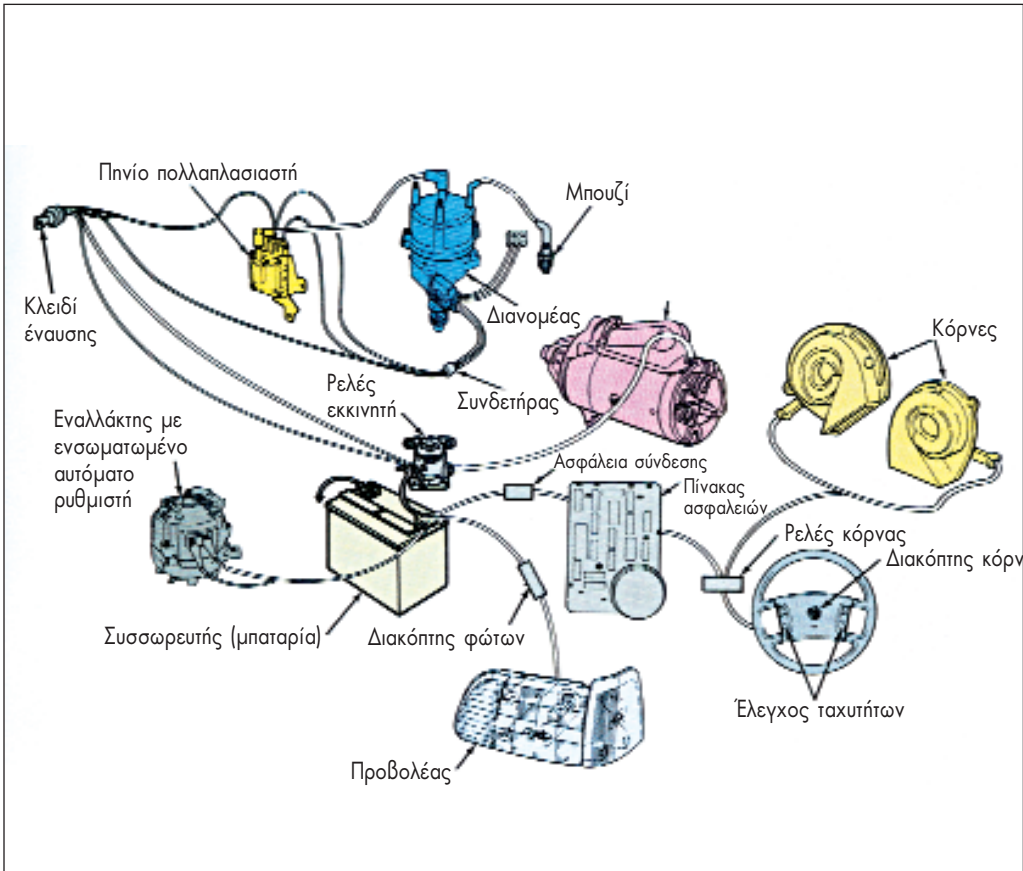 Πηνίο πολλαπλασιαστή
Μπουζί
Κλειδί
έναυσης
Διανομέας
Κόρνες
Ρελές
εκκινητή
Συνδετήρας
Εναλλάκτης με
ενσωματωμένο
αυτόματο
ρυθμιστή
Ασφάλεια σύνδεσης
Πίνακας
ασφαλειών
Ρελές κόρνας
Διακόπτης κόρν
Συσσωρευτής (μπαταρία)
Διακόπτης φώτων
Έλεγχος ταχυτήτων
Προβολέας